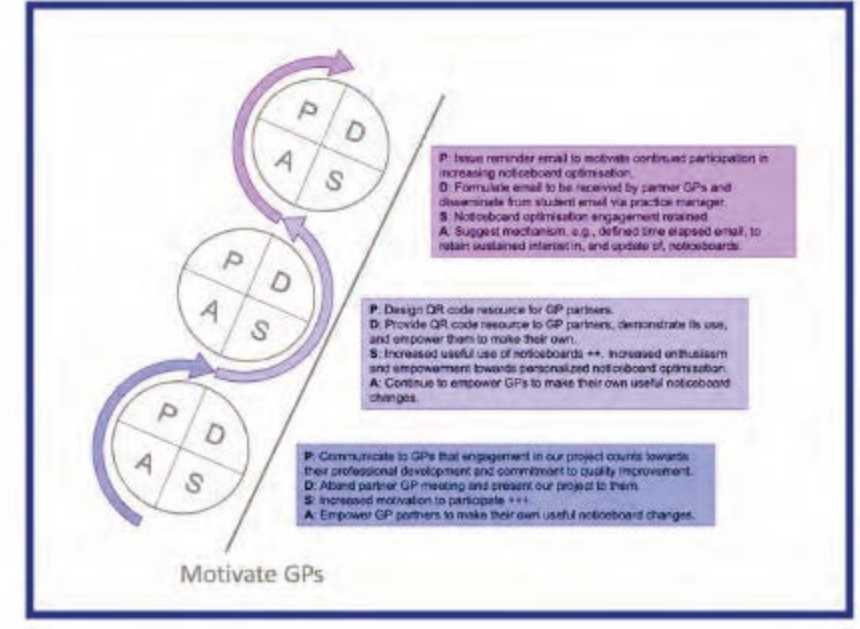 P
D
A
S
P: Issue reminder email to motivate continued participation in
increasing noticeboard optimisation.
D: Formulate email to be received by partner GPs and
disseminate from student email via practice manager.
S: Noticeboard optimisation engagement retained.
A: Suggest mechanism, e.g., defined time elapsed email, to
retain sustained interest in, and update of, noticeboards.
P
D
A
S
P: Design QR code resource for GP partners.
D: Provide QR code resource to GP partners, demonstrate its use,
and empower them to make their own.
S: Increased useful use of noticeboards ++. Increased enthusiasm
and empowerment towards personalized noticeboard optimisation.
A: Continue to empower GPs to make their own useful noticeboard
changes.
P
D
A
S
P: Communicate to GPs that engagement in our project counts towards
their professional development and commitment to quality improvement.
D: Attend partner GP meeting and present our project to them.
S: Increased motivation to participate +++
A: Empower GP partners to make their own useful noticeboard changes.
Motivate GPs